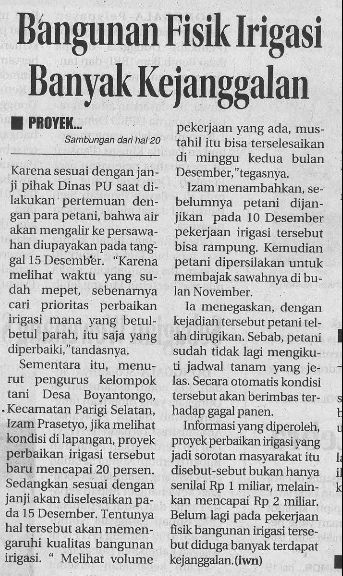 Bangunan Fisik Irigasi
Banyak Kejanggalan
PROYEK...
Sambungan dari hal 20
Karena sesuai dengan jan-
ji pihak Dinas PU saat di-
lakukan pertemuan den-
gan para petani, bahwa air
akan mengalir ke persawa-
han diupayakan pada tang-
gal 15 Desember. "Karena
melihat waktu yang su-
dah mepet, sebenarnya
cari prioritas perbaikan
irigasi mana yang betul-
betul parah, itu saja yang
diperbaiki,"tandasnya.
Sementara itu, menu-
rut pengurus kelompok
tani Desa Boyantongo,
Kecamatan Parigi Selatan,
Izam Prasetyo, jika melihat
kondisi di lapangan, proyek
perbaikan irigasi tersebut
baru mencapai 20 persen.
Sedangkan sesuai dengan
janji akan diselesaikan pa-
da 15 Desember. Tentunya
hal tersebut akan memen-
garuhi kualitas bangunan
irigasi. " Melihat volume
pekerjaan yang ada, mus-
tahil itu bisa terselesaikan
di minggu kedua bulan
Desember,"tegasnya.
Izam menambahkan, se-
belumnya petani dijan-
jikan pada 10 Desember
pekerjaan irigasi tersebut
bisa rampung. Kemudian
petani dipersilakan untuk
membajak sawahnya di bu-
lan November.
Ia menegaskan, dengan
kejadian tersebut petani tel-
ah dirugikan. Sebab, petani
sudah tidak lagi mengiku-
ti jadwal tanam yang je-
las. Secara otomatis kondisi
tersebut akan berimbas ter-
hadap gagal panen.
Informasi yang diperoleh,
proyek perbaikan irigasi yang
jadi sorotan masyarakat itu
disebut-sebut bukan hanya
senilai Rp 1 miliar, melain-
kan mencapai Rp 2 miliar.
Belum lagi pada pekerjaan
fisik bangunan irigasi terse-
but diduga banyak terdapat
kejanggalan.(iwn)